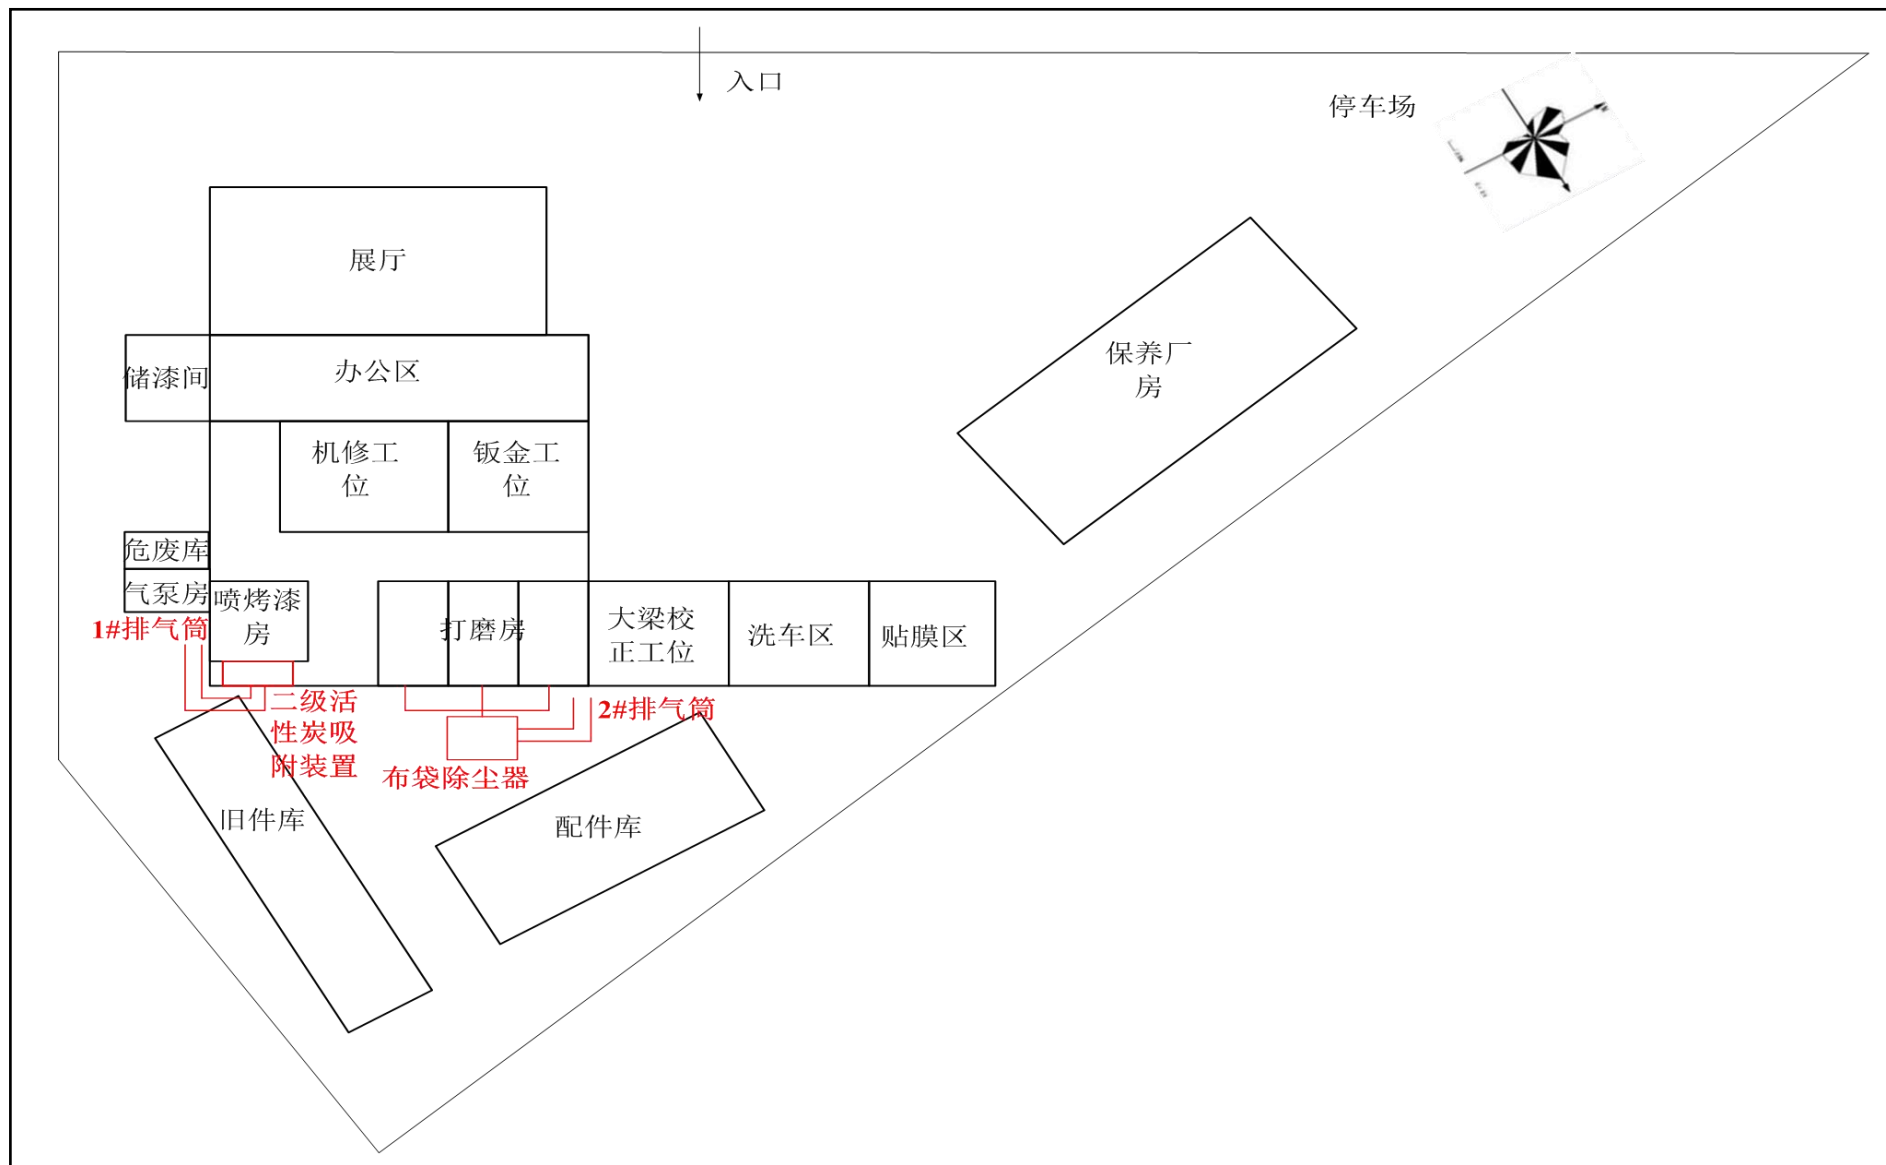 入口
停车场
展厅
保养厂
房
储漆间
办公区
机修工
位
钣金工
位
危废库
气泵房
喷烤漆
房
1#排气筒
打磨房
大梁校
正工位
洗车区
贴膜区
二级活
性炭吸
附装置
2#排气筒
布袋除尘器
旧件库
配件库